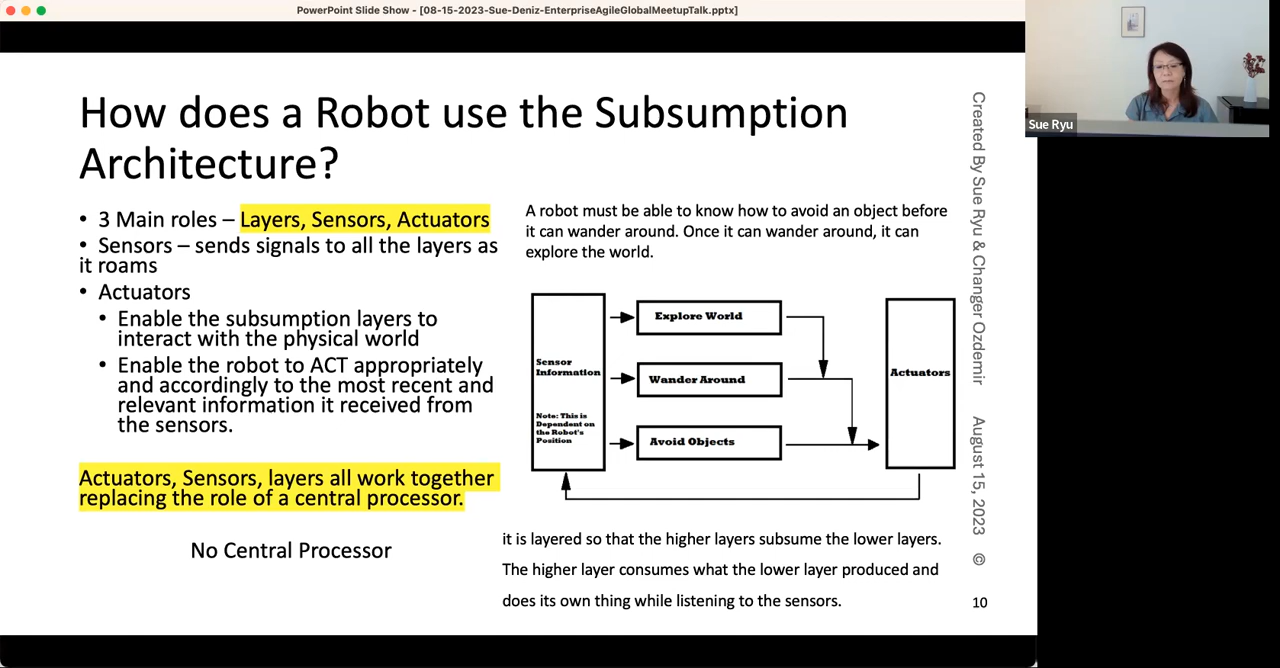 PowerPoint Slide Show - [08-15-2023-Sue-Deniz-EnterpriseAgileGlobalMeetupTalk.pptx]
Sue Ryu
How does a Robot use the Subsumption
Architecture?
• 3 Main roles – Layers, Sensors, Actuators
• Sensors – sends signals to all the layers as
it roams
• Actuators
• Enable the subsumption layers to
interact with the physical world
• Enable the robot to ACT appropriately
and accordingly to the most recent and
relevant information it received from
the sensors.
Actuators, Sensors, layers all work together
replacing the role of a central processor.
No Central Processor
A robot must be able to know how to avoid an object before
it can wander around. Once it can wander around, it can
explore the world.
Sensor
Information
Note: This is
Dependent on
the Robot's
Position
Explore World
Wander Around
Avoid Objects
Actuators
it is layered so that the higher layers subsume the lower layers.
The higher layer consumes what the lower layer produced and
does its own thing while listening to the sensors.
Created By Sue Ryu & Changer Ozdemir August 15, 2023 ©
10